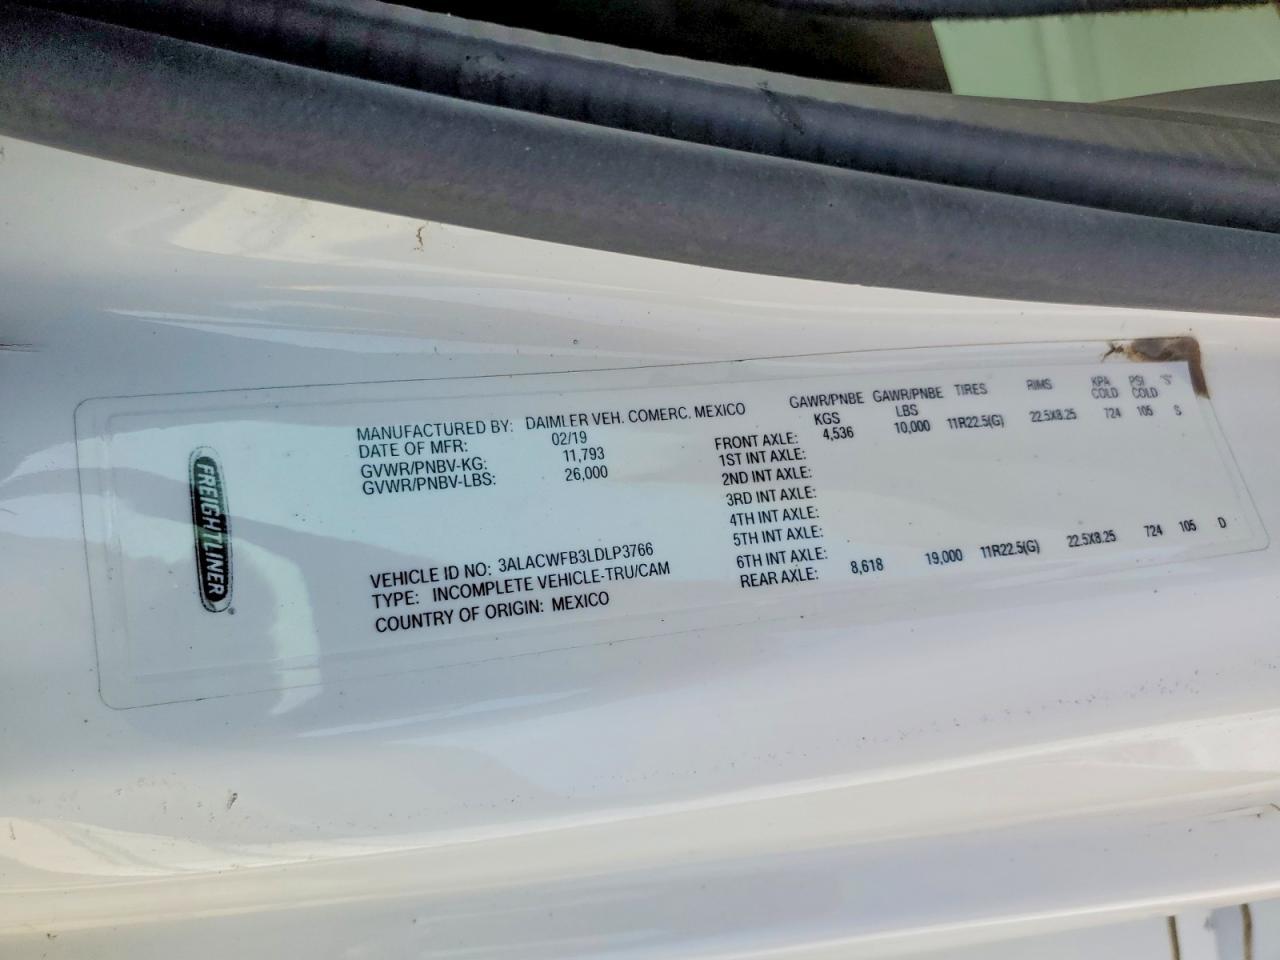 FREIGHTLINER®
MANUFACTURED BY: DAIMLER VEH. COMERC. MEXICO
DATE OF MFR: 02/19
GVWR/PNBV-KG: 11,793
GVWR/PNBV-LBS: 26,000
VEHICLE ID NO: 3ALACWFB3LDLP3766
TYPE: INCOMPLETE VEHICLE-TRU/CAM
COUNTRY OF ORIGIN: MEXICO
GAWR/PNBE KGS GAWR/PNBE LBS TIRES RIMS KPA COLD PSI COLD "S"
FRONT AXLE: 4,536 10,000 11R22.5(G) 22.5X8.25 724 105 S
1ST INT AXLE:
2ND INT AXLE:
3RD INT AXLE:
4TH INT AXLE:
5TH INT AXLE:
6TH INT AXLE:
REAR AXLE: 8,618 19,000 11R22.5(G) 22.5X8.25 724 105 D